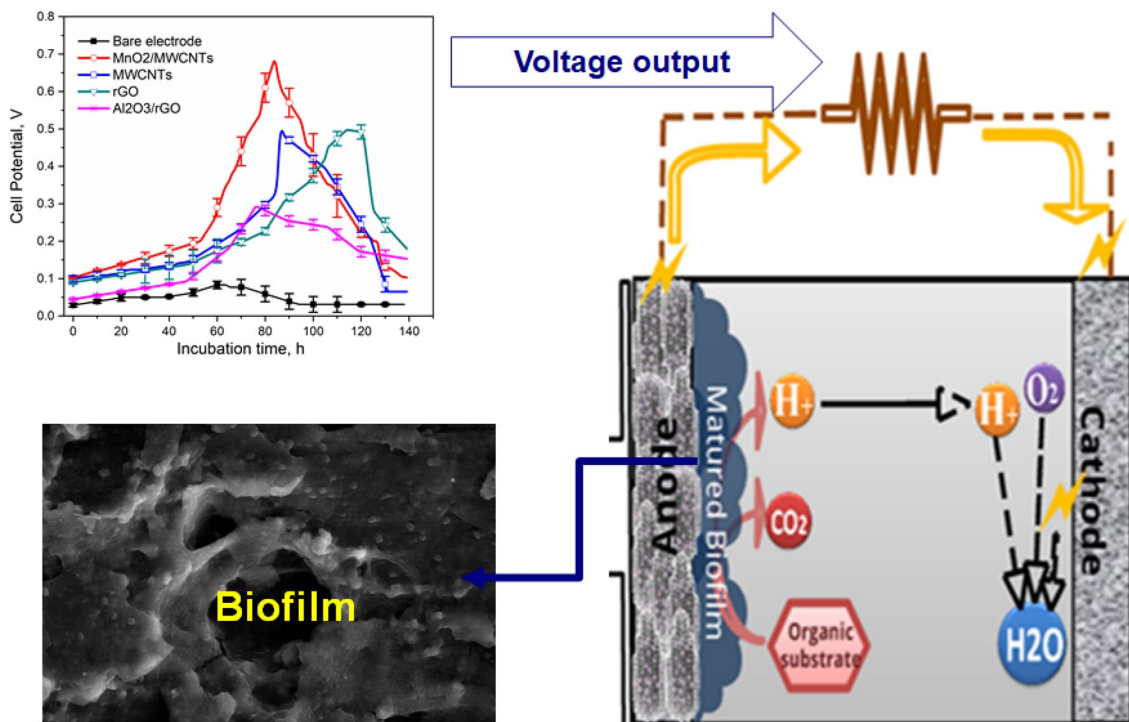 0.8
0.7
0.6
0.5
0.4
0.3
0.2
0.1
0.0
Cell Potential, V
Bare electrode
MnO2/MWCNTs
MWCNTs
rGO
Al2O3/rGO
0 20 40 60 80 100 120 140
Incubation time, h
Voltage output
Anode
Matured Biofilm
H+
CO2
Organic
substrate
H+
O2
H2O
Cathode
Biofilm